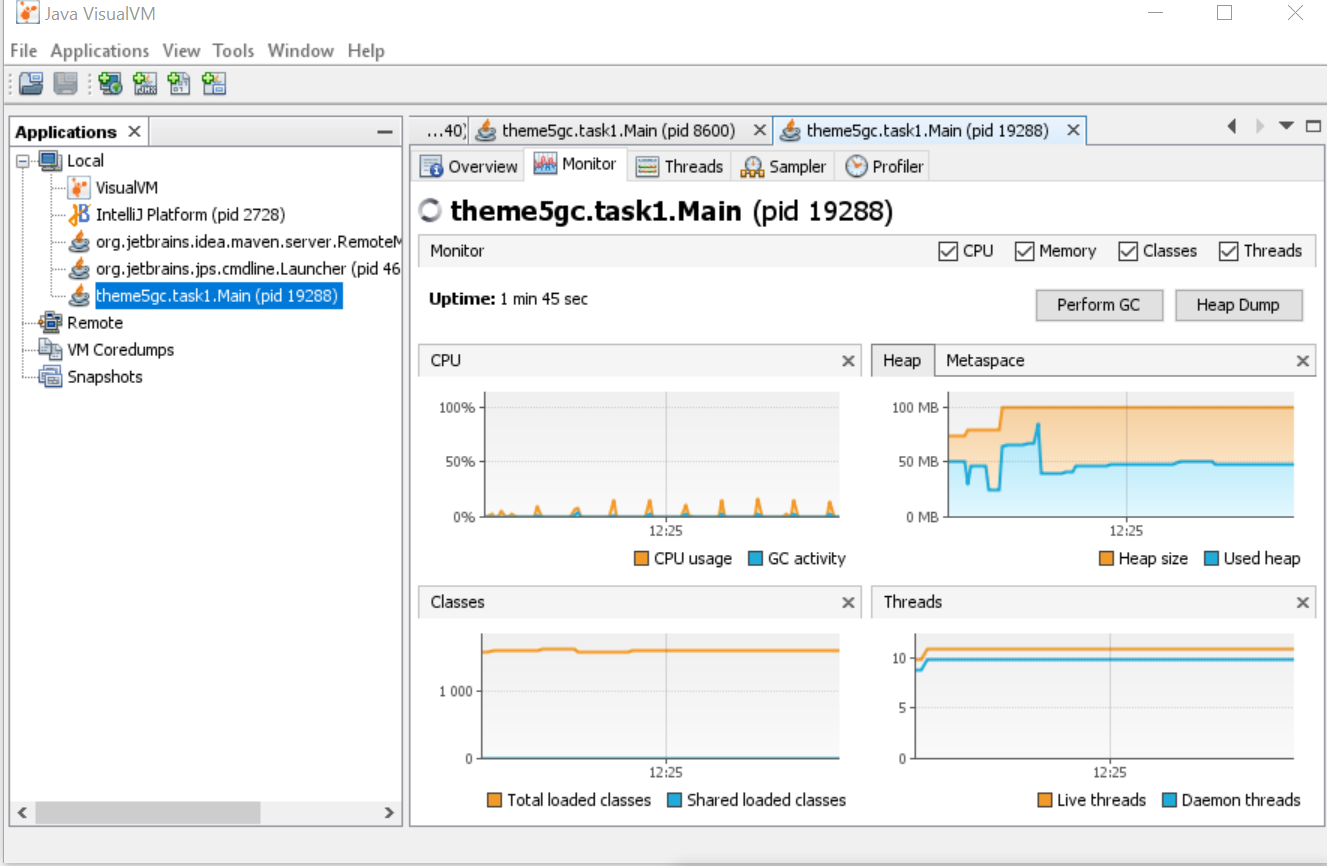 Java VisualVM
File Applications View Tools Window Help
Applications
Local
VisualVM
IntelliJ Platform (pid 2728)
org.jetbrains.idea.maven.server.RemoteM
org.jetbrains.jps.cmdline.Launcher (pid 46
theme5gc.task1.Main (pid 19288)
Remote
VM Coredumps
Snapshots
...40) theme5gc.task1.Main (pid 8600) theme5gc.task1.Main (pid 19288)
Overview Monitor Threads Sampler Profiler
theme5gc.task1.Main (pid 19288)
Monitor CPU Memory Classes Threads
Uptime: 1 min 45 sec
Perform GC Heap Dump
CPU
100%
50%
0%
12:25
CPU usage GC activity
Heap Metaspace
100 MB
50 MB
0 MB
12:25
Heap size Used heap
Classes
1 000
0
12:25
Total loaded classes Shared loaded classes
Threads
10
5
0
12:25
Live threads Daemon threads